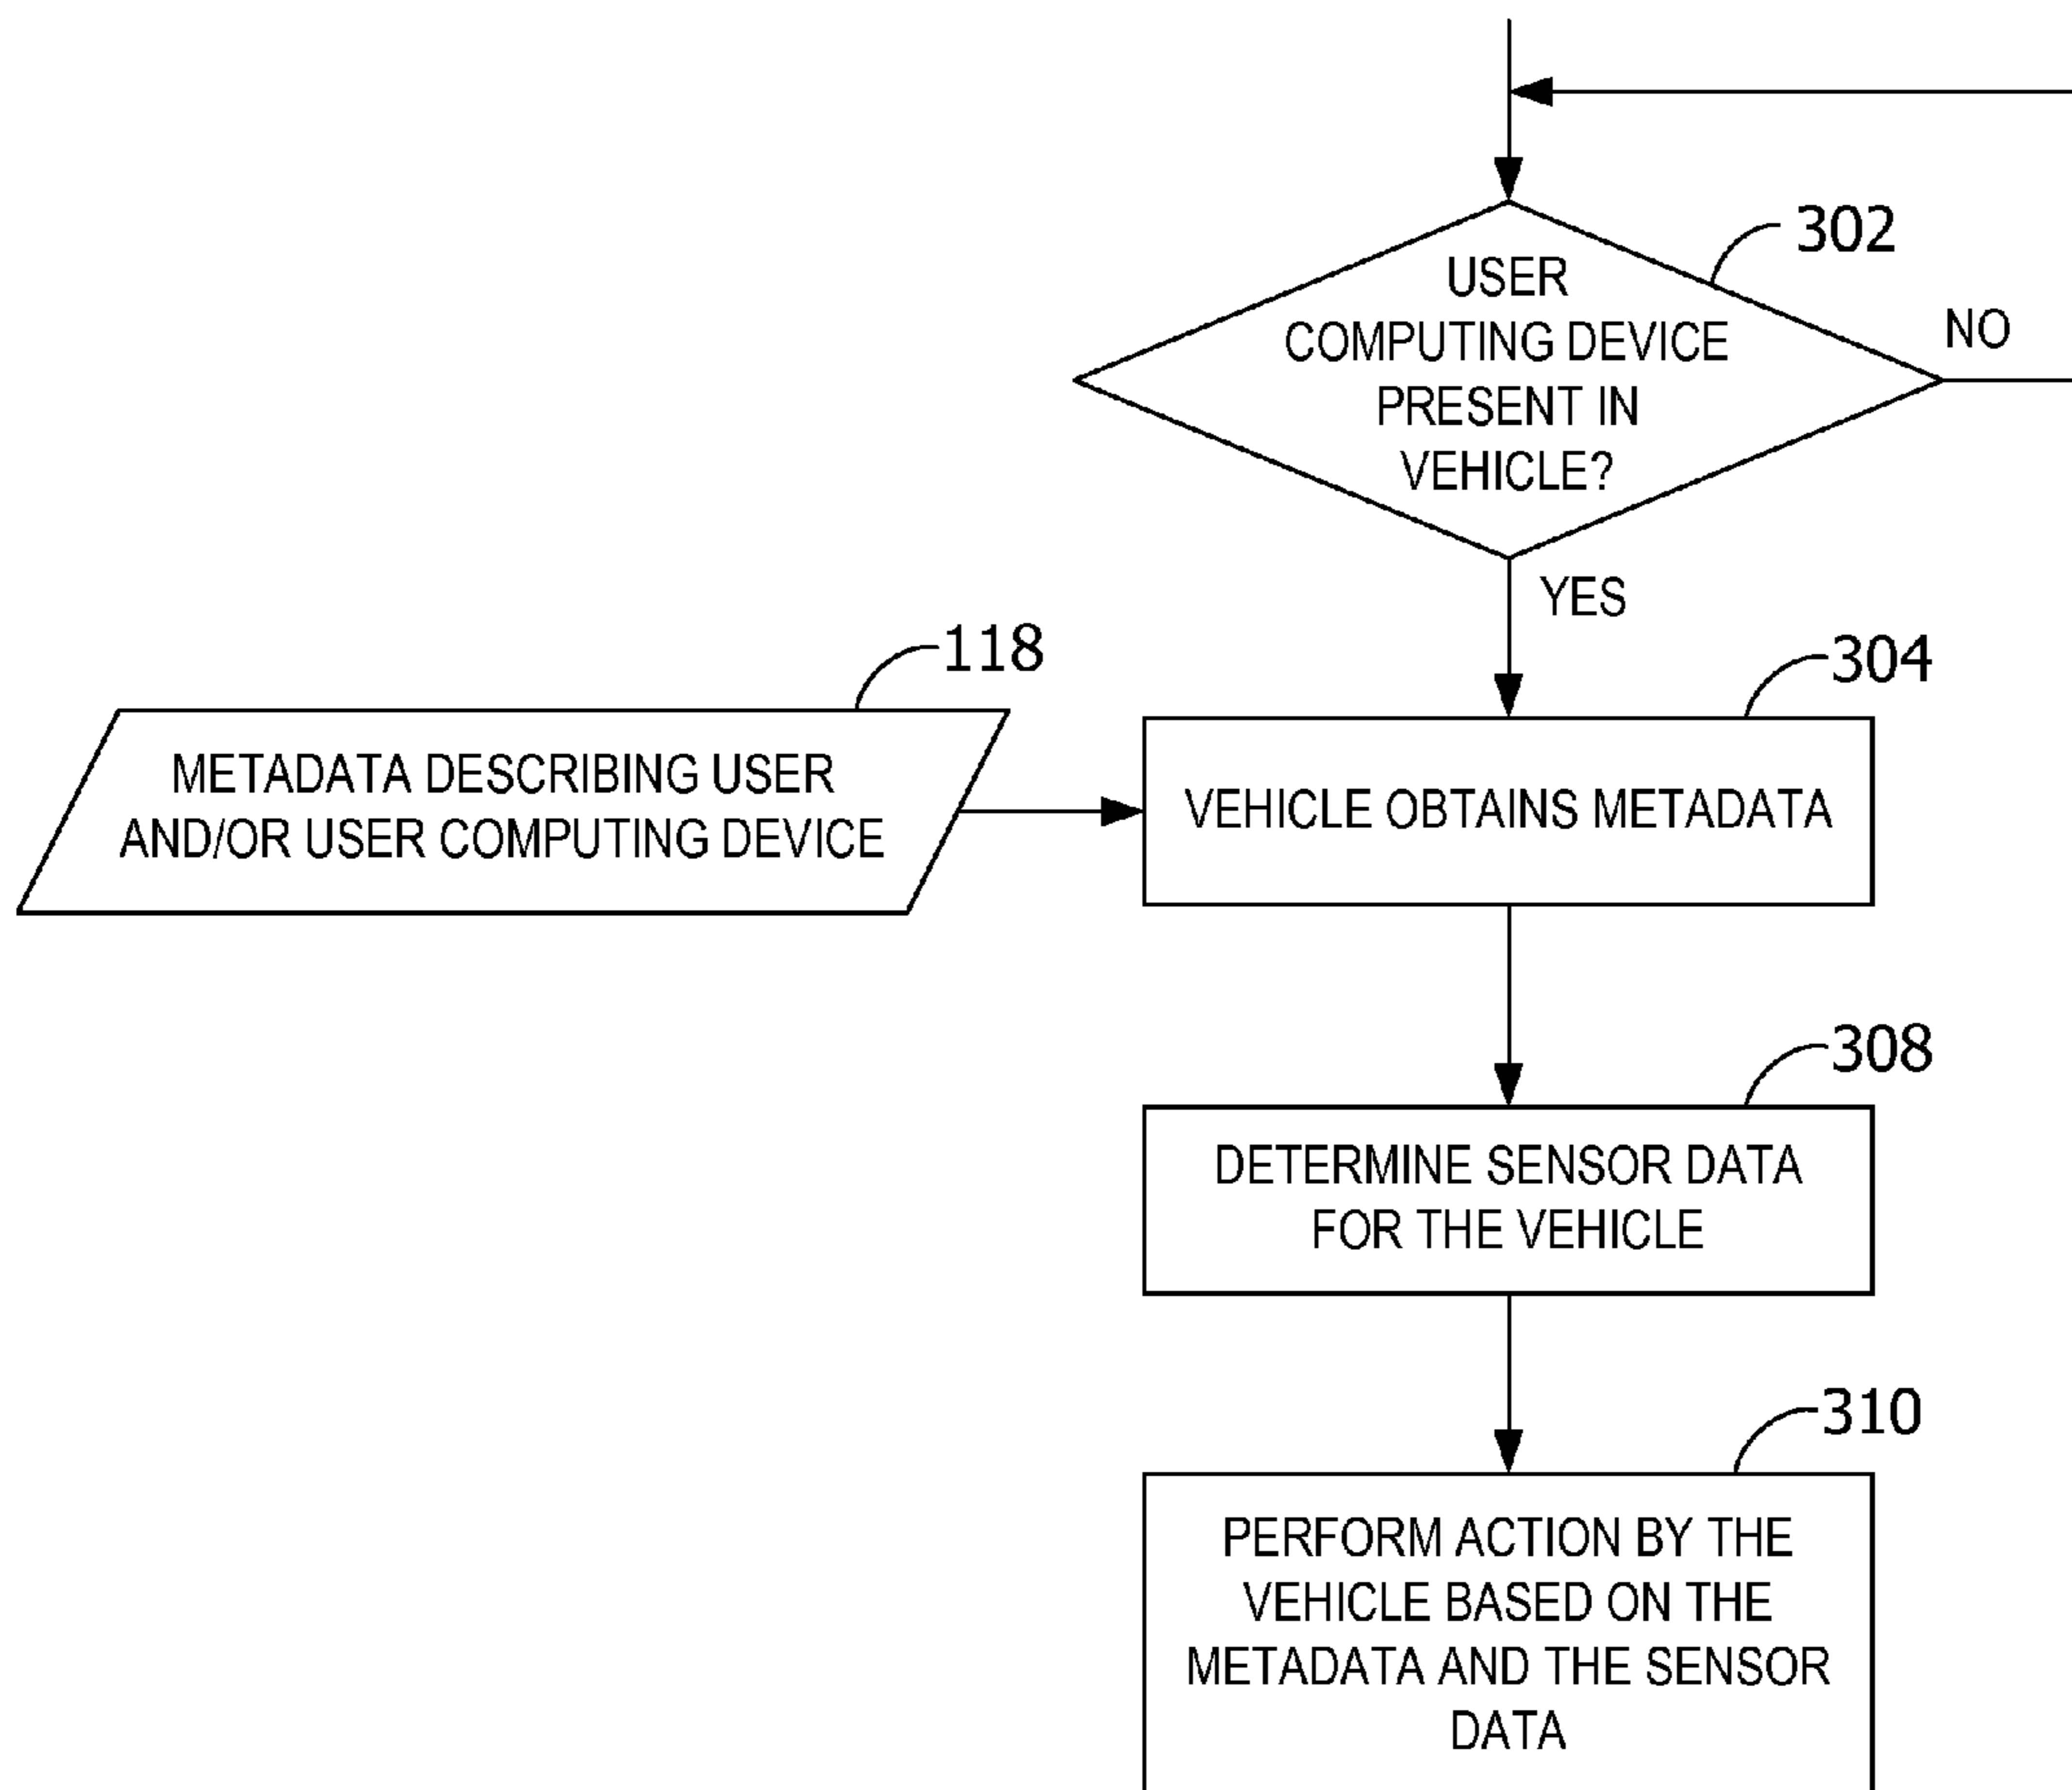 302
USER
COMPUTING DEVICE
PRESENT IN
VEHICLE?
NO
YES
118
METADATA DESCRIBING USER
AND/OR USER COMPUTING DEVICE
304
VEHICLE OBTAINS METADATA
308
DETERMINE SENSOR DATA
FOR THE VEHICLE
310
PERFORM ACTION BY THE
VEHICLE BASED ON THE
METADATA AND THE SENSOR
DATA